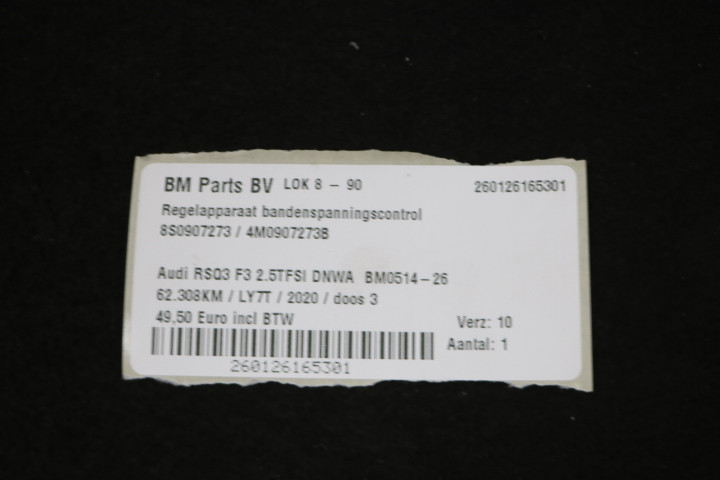 BM Parts BV LOK 8 - 90 260126165301
Regelapparaat bandenspanningscontrol
8S0907273 / 4M0907273B
Audi RSQ3 F3 2.5TFSI DNWA BM0514-26
62.308KM / LY7T / 2020 / doos 3
49,50 Euro incl BTW Verz: 10
Aantal: 1
260126165301